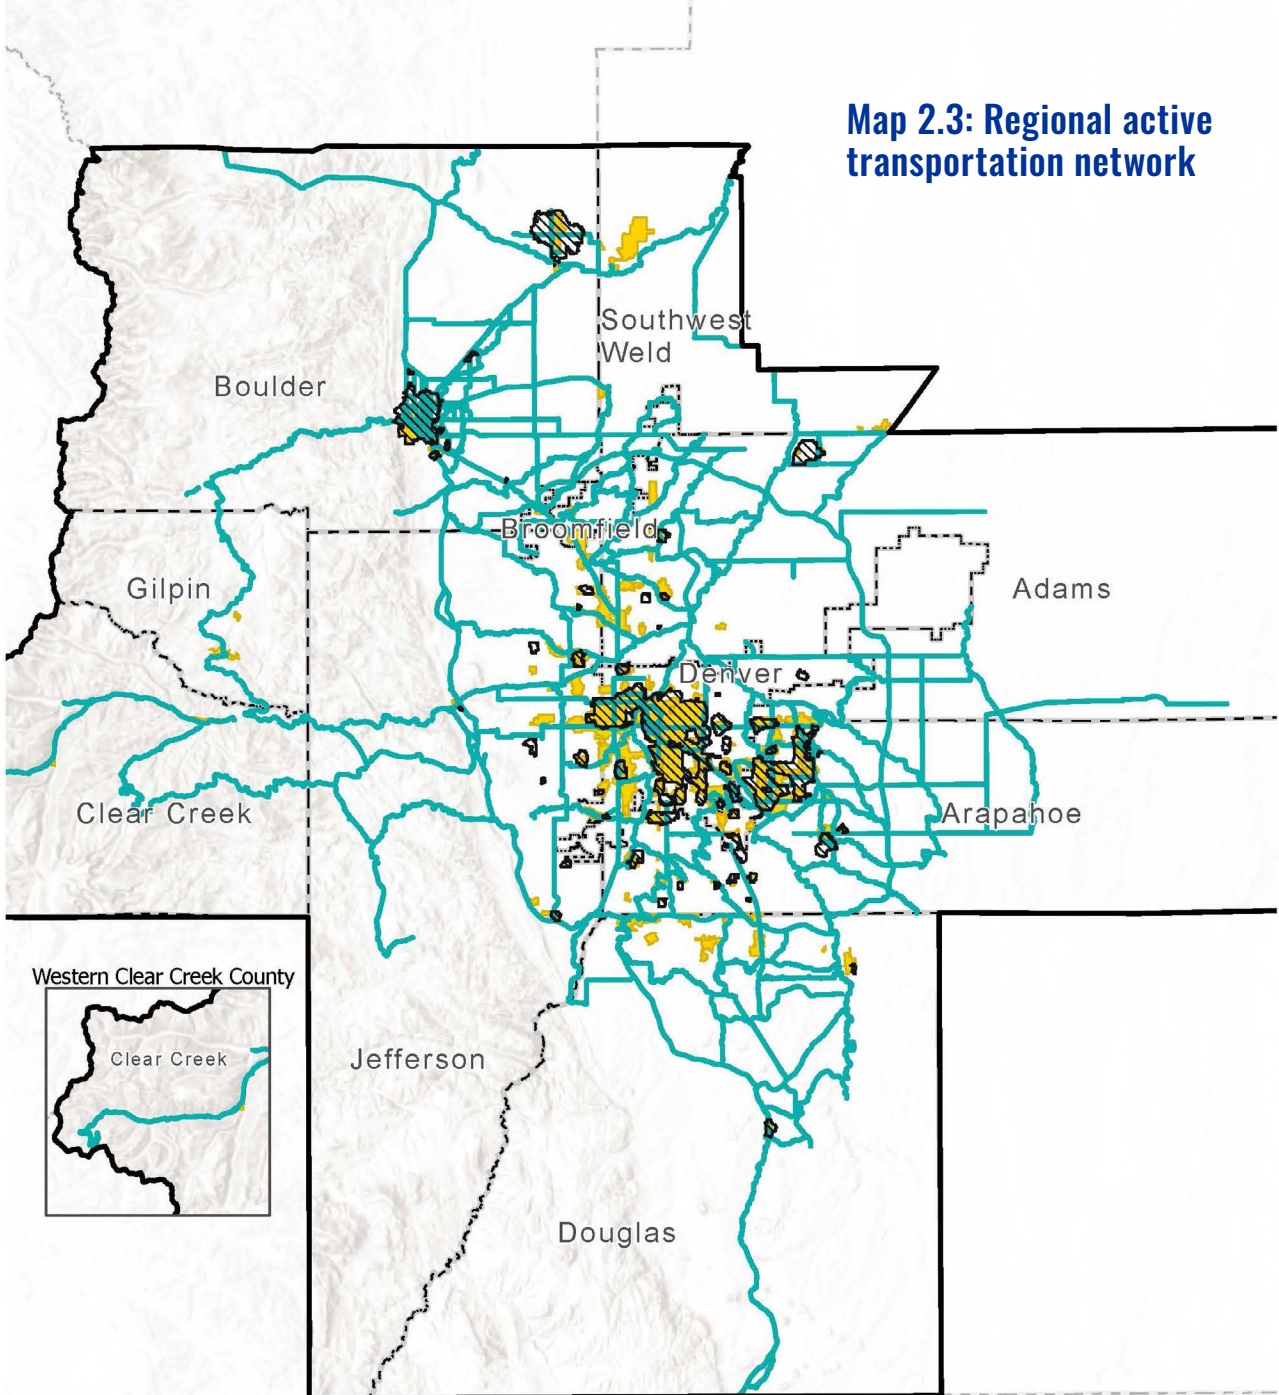 Map 2.3: Regional active
transportation network
Southwest
Weld
Boulder
Broomfield
Gilpin
Adams
Denver
Clear Creek
Arapahoe
Western Clear Creek County
Clear Creek
Jefferson
Douglas